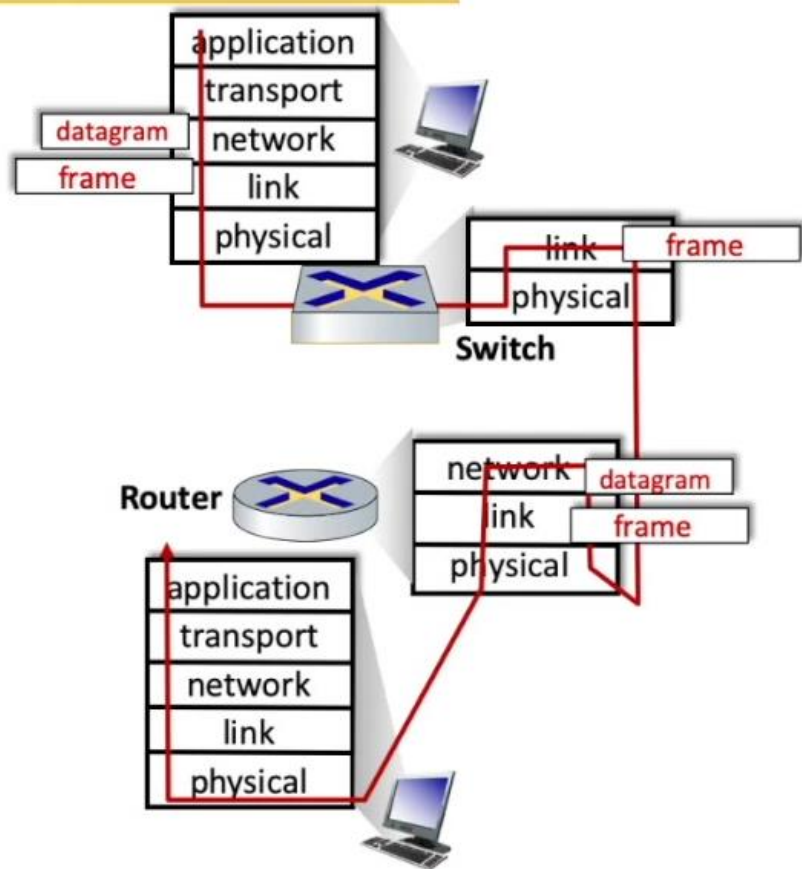 application
transport
datagram
network
frame
link
physical
link
frame
physical
Switch
network
datagram
Router
link
frame
physical
application
transport
network
link
physical